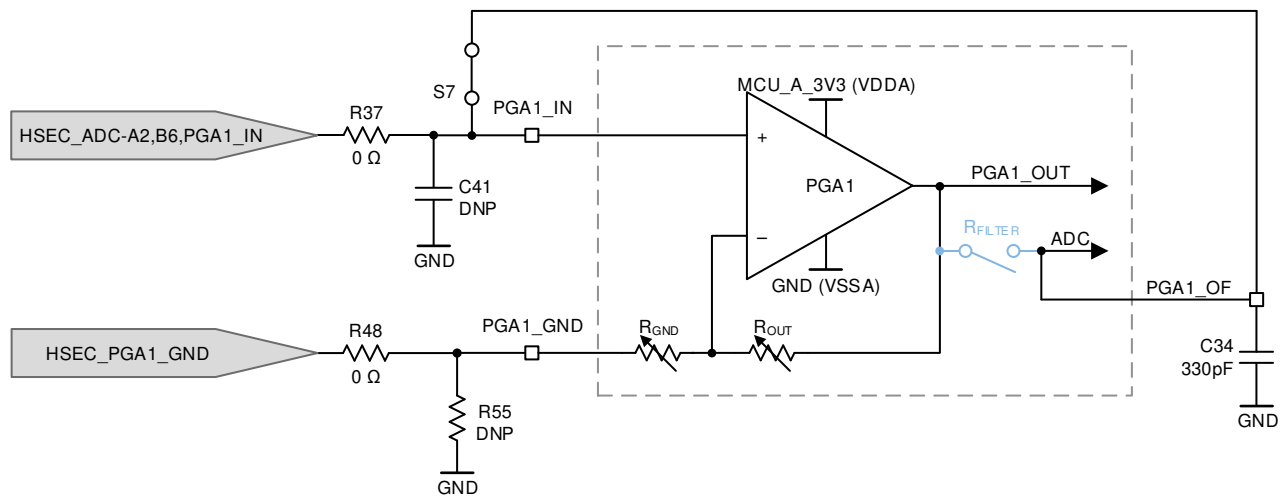 MCU_A_3V3 (VDDA)
S7
PGA1_IN
R37
HSEC_ADC-A2,B6,PGA1_IN
0 Ω
+
C41
DNP
PGA1
PGA1_OUT
RFILTER
ADC
–
GND
GND (VSSA)
PGA1_OF
PGA1_GND
R48
RGND
ROUT
HSEC_PGA1_GND
0 Ω
C34
330pF
R55
DNP
GND
GND